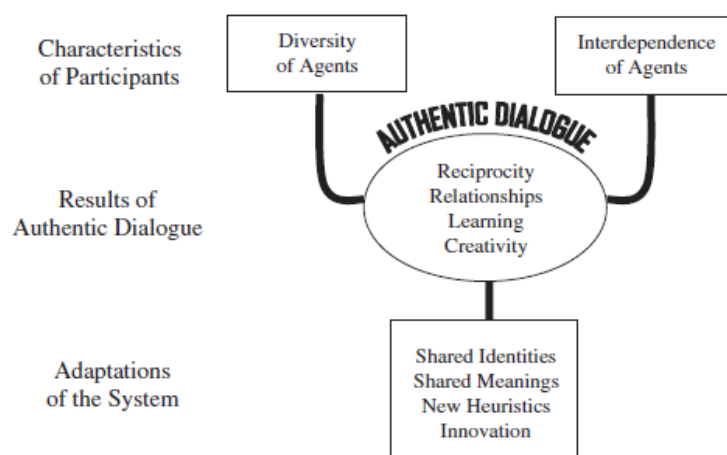 Characteristics
of Participants
Diversity
of Agents
Interdependence
of Agents
AUTHENTIC DIALOGUE
Results of
Authentic Dialogue
Reciprocity
Relationships
Learning
Creativity
Adaptations
of the System
Shared Identities
Shared Meanings
New Heuristics
Innovation